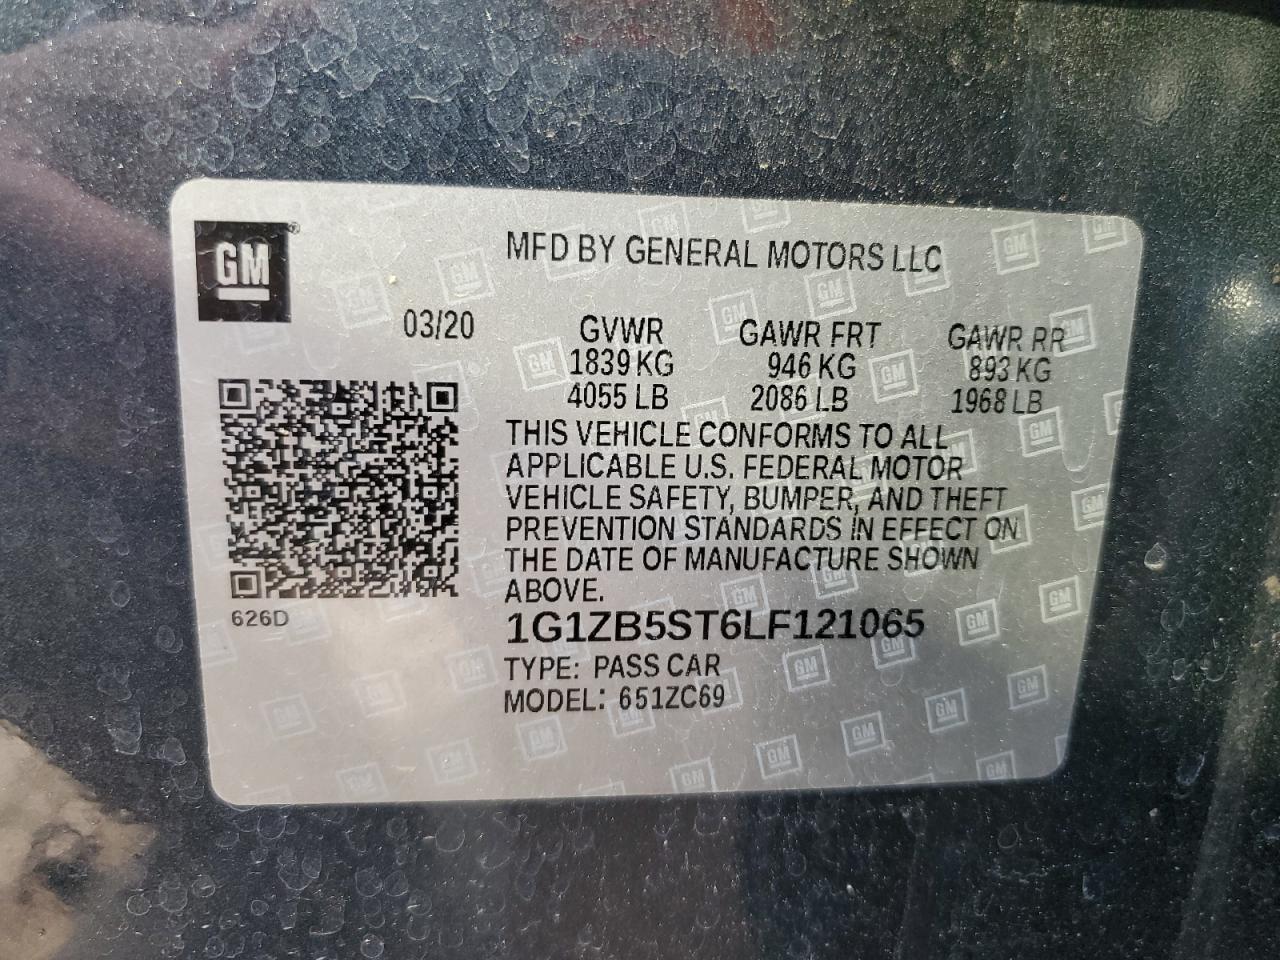 GM®
MFD BY GENERAL MOTORS LLC
03/20
GVWR GAWR FRT GAWR RR
1839 KG 946 KG 893 KG
4055 LB 2086 LB 1968 LB
THIS VEHICLE CONFORMS TO ALL
APPLICABLE U.S. FEDERAL MOTOR
VEHICLE SAFETY, BUMPER, AND THEFT
PREVENTION STANDARDS IN EFFECT ON
THE DATE OF MANUFACTURE SHOWN
ABOVE.
626D
1G1ZB5ST6LF121065
TYPE: PASS CAR
MODEL: 651ZC69